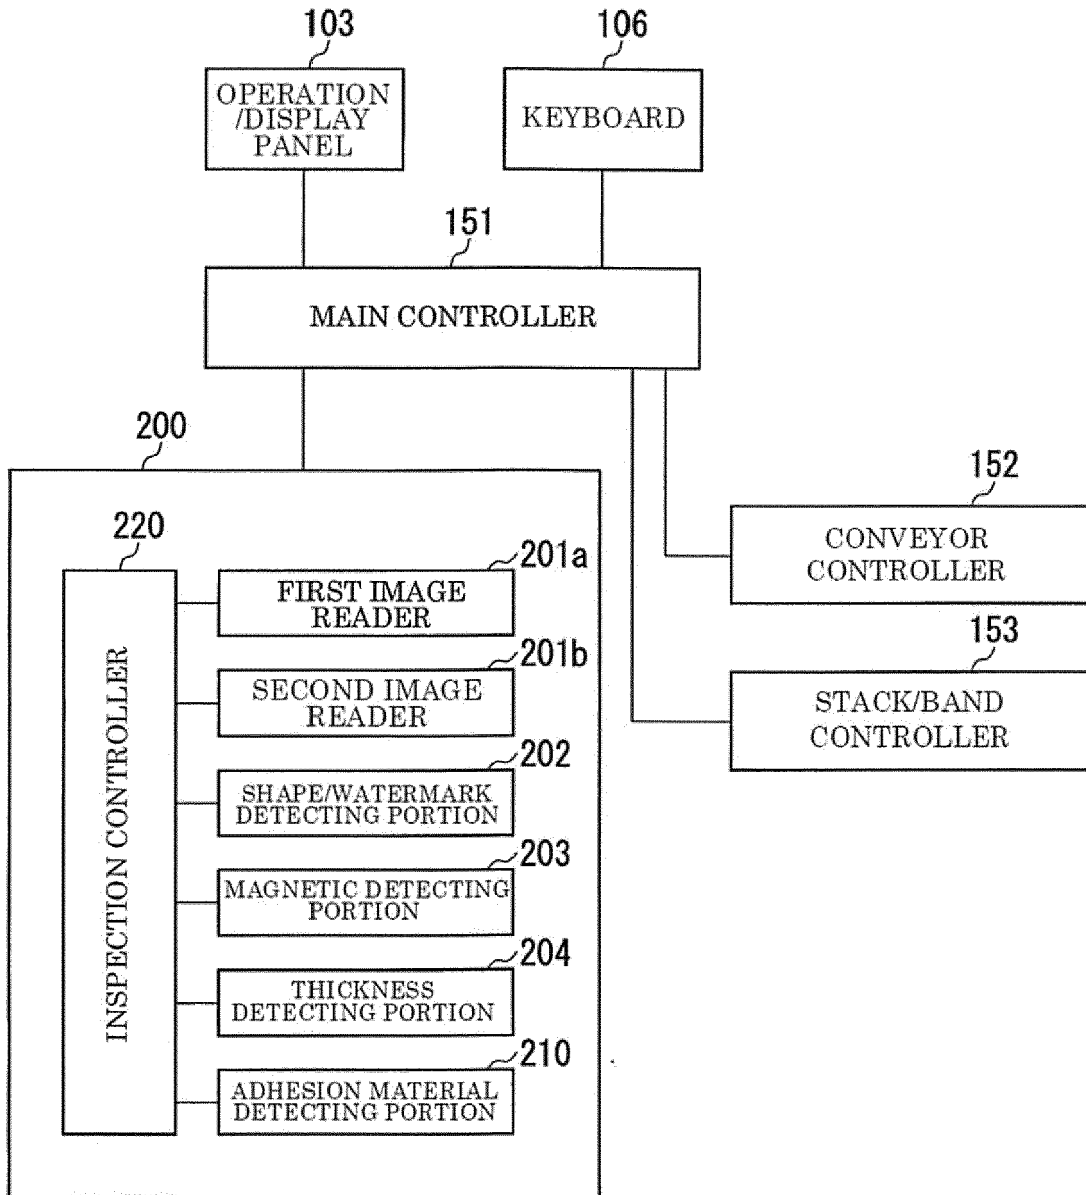 103
106
OPERATION
/DISPLAY
PANEL
KEYBOARD
151
MAIN CONTROLLER
200
152
CONVEYOR
CONTROLLER
153
STACK/BAND
CONTROLLER
220
INSPECTION CONTROLLER
201a
FIRST IMAGE
READER
201b
SECOND IMAGE
READER
202
SHAPE/WATERMARK
DETECTING PORTION
203
MAGNETIC DETECTING
PORTION
204
THICKNESS
DETECTING PORTION
210
ADHESION MATERIAL
DETECTING PORTION